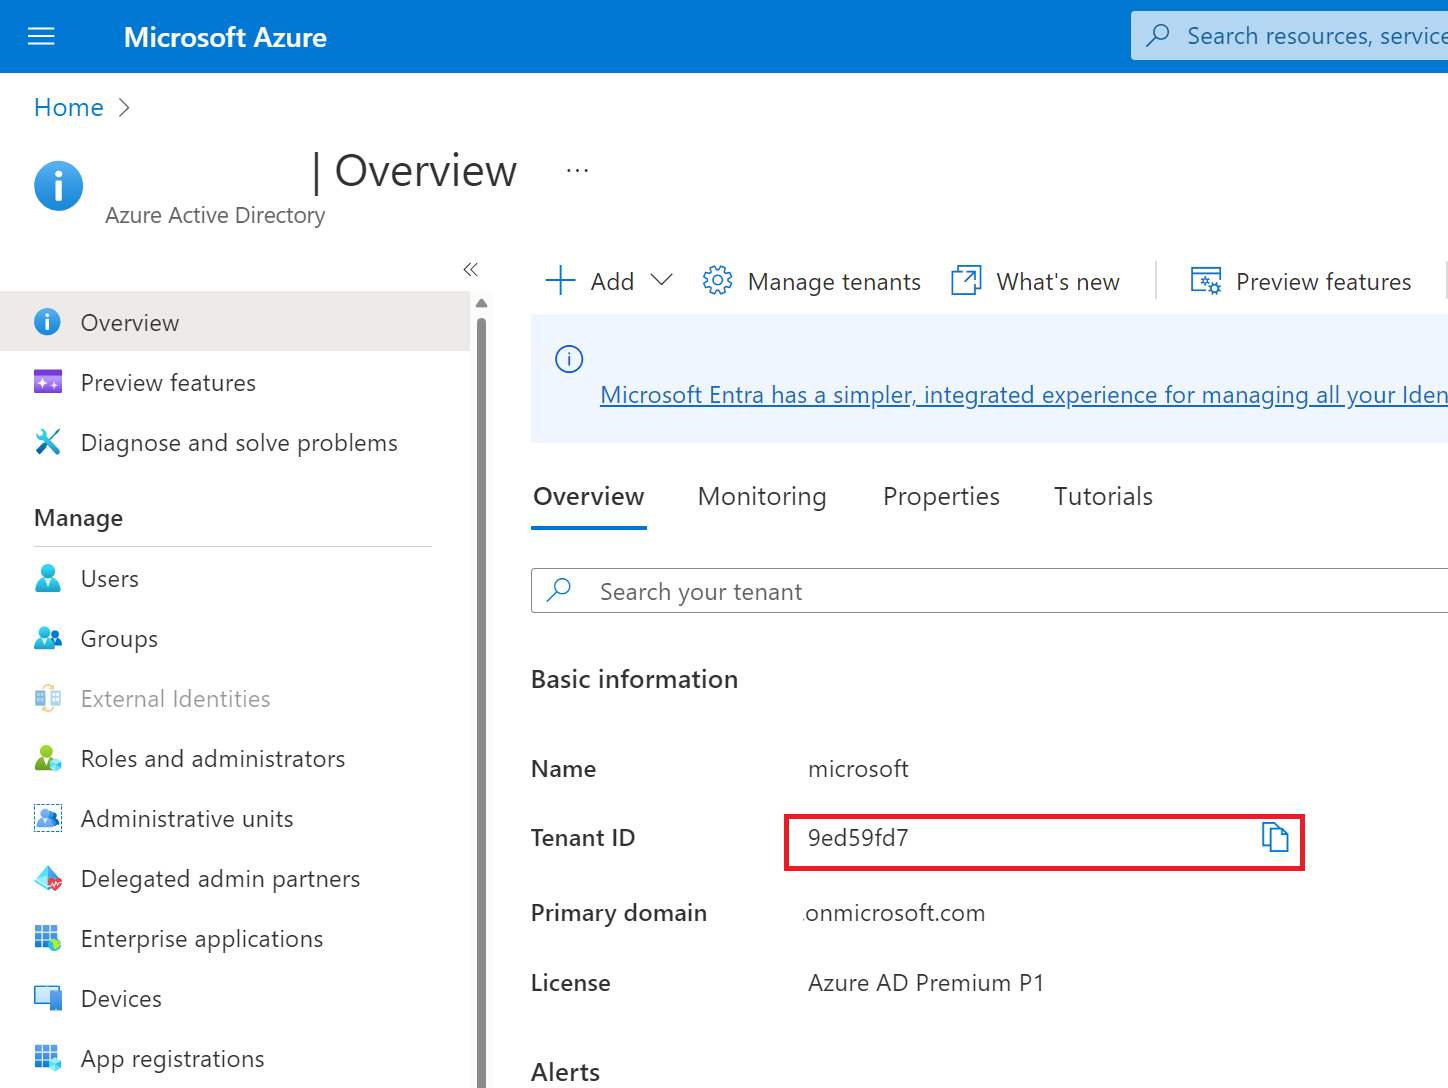 Microsoft Azure
Search resources, service
Home
| Overview ...
Azure Active Directory
Overview
Preview features
Diagnose and solve problems
Manage
Users
Groups
External Identities
Roles and administrators
Administrative units
Delegated admin partners
Enterprise applications
Devices
App registrations
Add
Manage tenants
What's new
Preview features
Microsoft Entra has a simpler, integrated experience for managing all your Iden
Overview
Monitoring
Properties
Tutorials
Search your tenant
Basic information
Name
microsoft
Tenant ID
9ed59fd7
Primary domain
.onmicrosoft.com
License
Azure AD Premium P1
Alerts